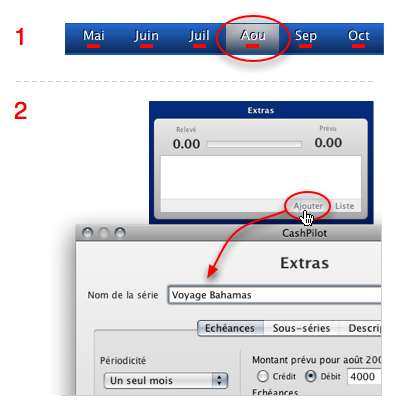 1
Mai Juin Juil Aou Sep Oct
2
Extras
Relevé Prévu
0.00 0.00
Ajouter Liste
CashPilot
Extras
Nom de la série Voyage Bahamas
Echéances Sous-séries Descri
Périodicité Montant prévu pour août 200
Un seul mois Crédit Débit 4000
Echéances